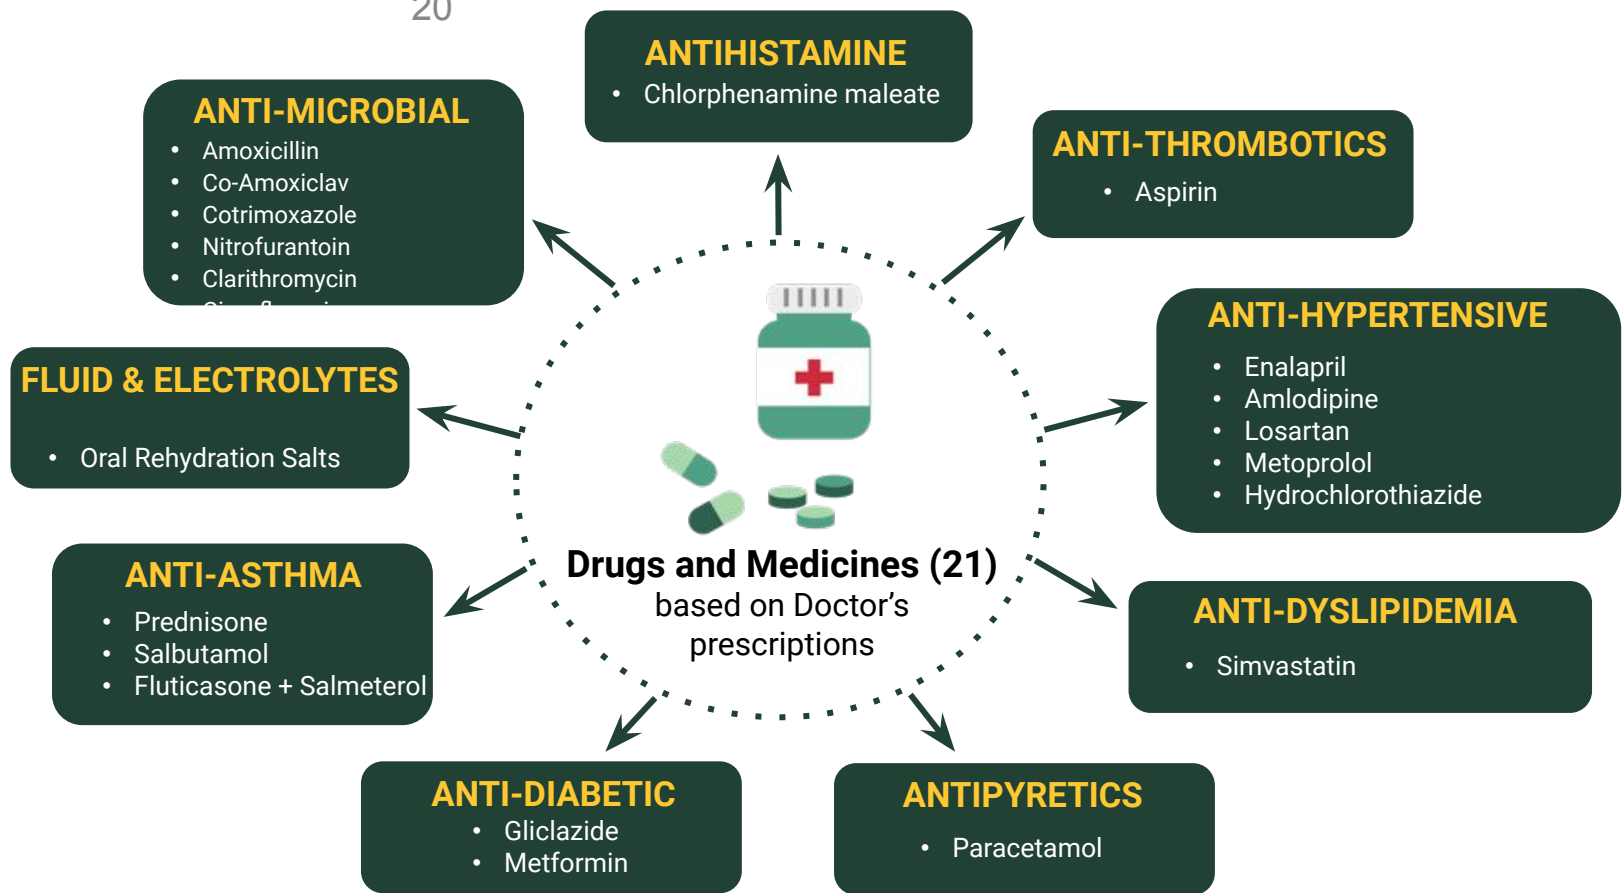 20
ANTIHISTAMINE
• Chlorphenamine maleate
ANTI-MICROBIAL
• Amoxicillin
• Co-Amoxiclav
• Cotrimoxazole
• Nitrofurantoin
• Clarithromycin
ANTI-THROMBOTICS
• Aspirin
ANTI-HYPERTENSIVE
• Enalapril
• Amlodipine
• Losartan
• Metoprolol
• Hydrochlorothiazide
FLUID & ELECTROLYTES
• Oral Rehydration Salts
Drugs and Medicines (21)
based on Doctor’s
prescriptions
ANTI-ASTHMA
• Prednisone
• Salbutamol
• Fluticasone + Salmeterol
ANTI-DYSLIPIDEMIA
• Simvastatin
ANTI-DIABETIC
• Gliclazide
• Metformin
ANTIPYRETICS
• Paracetamol